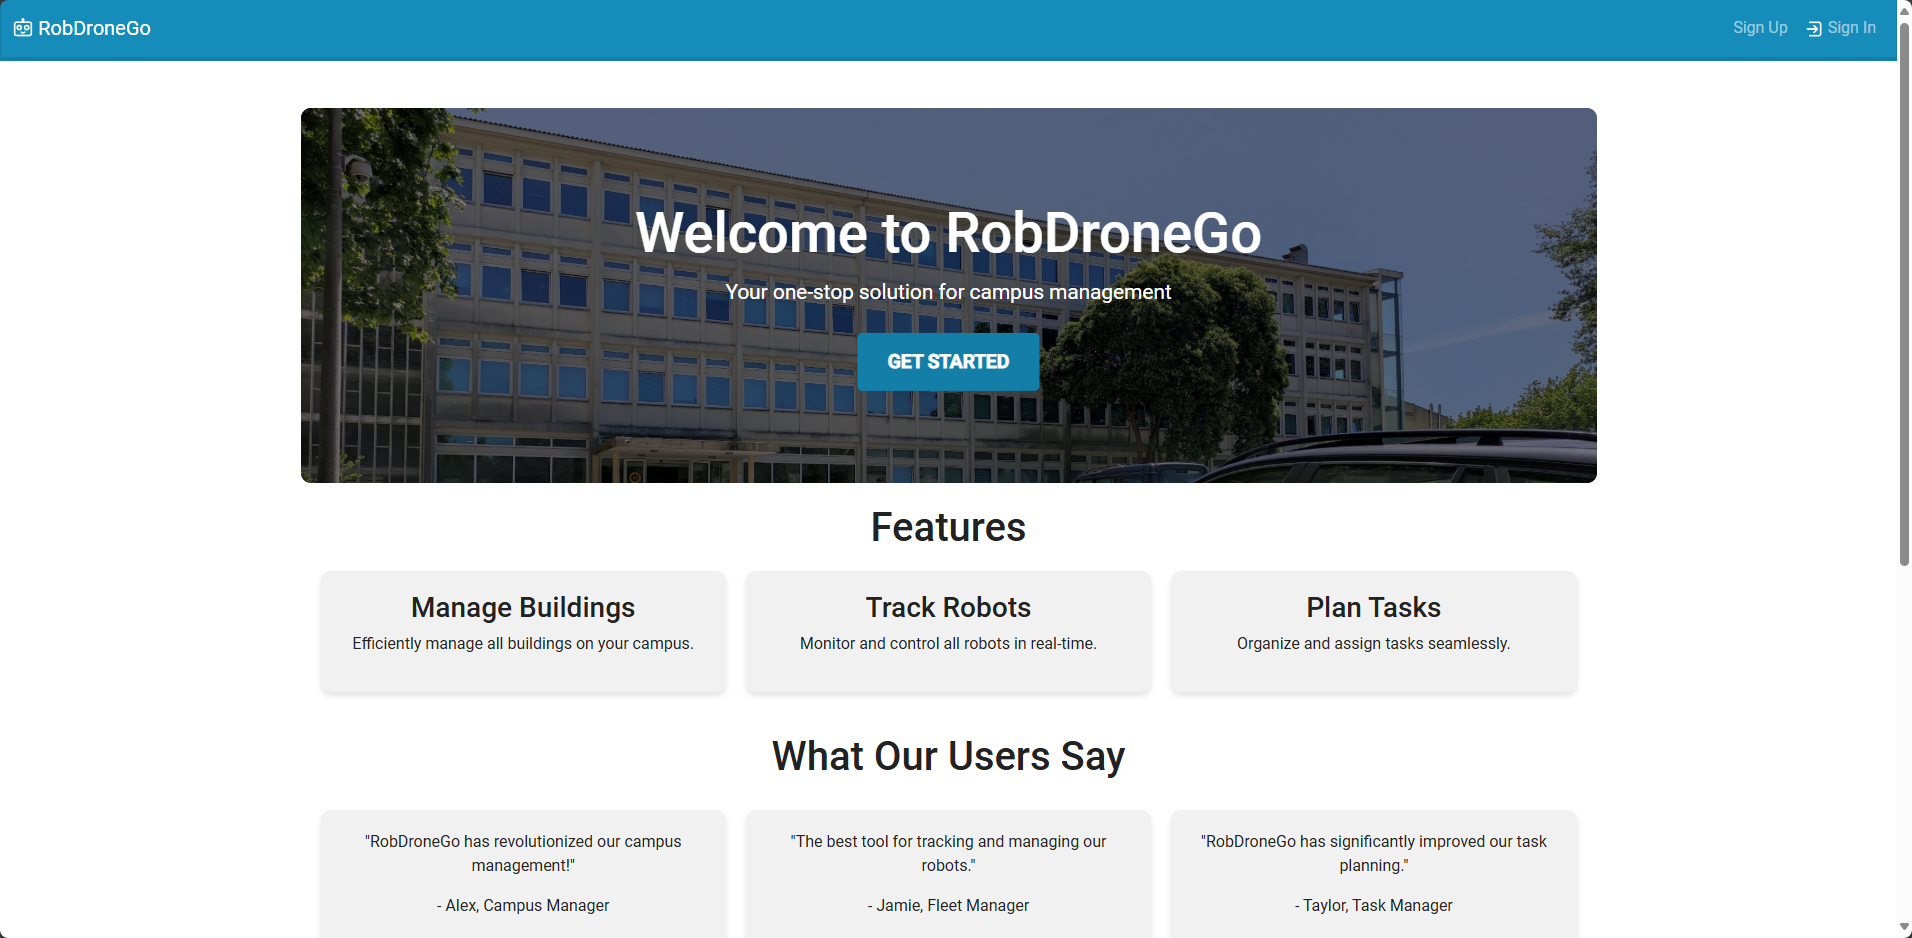 RobDroneGo
Sign Up
Sign In
Welcome to RobDroneGo
Your one-stop solution for campus management
GET STARTED
Features
Manage Buildings
Efficiently manage all buildings on your campus.
Track Robots
Monitor and control all robots in real-time.
Plan Tasks
Organize and assign tasks seamlessly.
What Our Users Say
"RobDroneGo has revolutionized our campus
management!"
- Alex, Campus Manager
"The best tool for tracking and managing our
robots."
- Jamie, Fleet Manager
"RobDroneGo has significantly improved our task
planning."
- Taylor, Task Manager